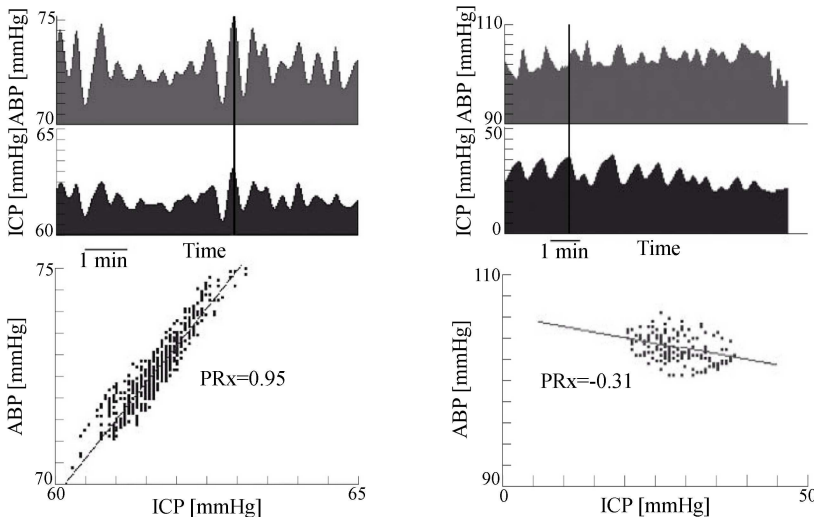 75
ABP [mmHg]
70
65
ICP [mmHg]
60
1 min
Time
75
ABP [mmHg]
PRx=0.95
70
60
65
ICP [mmHg]
110
ABP [mmHg]
90
50
ICP [mmHg]
0
1 min
Time
110
ABP [mmHg]
PRx=-0.31
90
0
50
ICP [mmHg]